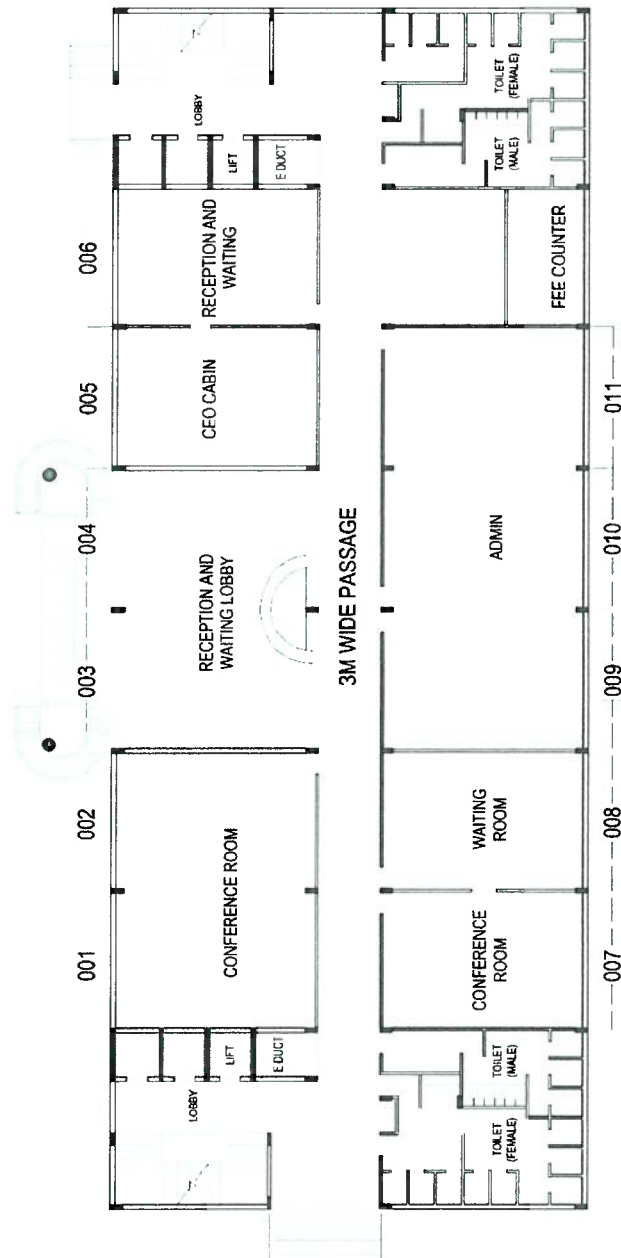 001
002
003
004
005
006
LOBBY
LIFT
E DUCT
CONFERENCE ROOM
RECEPTION AND
WAITING LOBBY
CEO CABIN
RECEPTION AND
WAITING
LOBBY
LIFT
E DUCT
3M WIDE PASSAGE
TOILET
(FEMALE)
TOILET
(MALE)
CONFERENCE
ROOM
WAITING
ROOM
ADMIN
FEE COUNTER
TOILET
(MALE)
TOILET
(FEMALE)
007
008
009
010
011